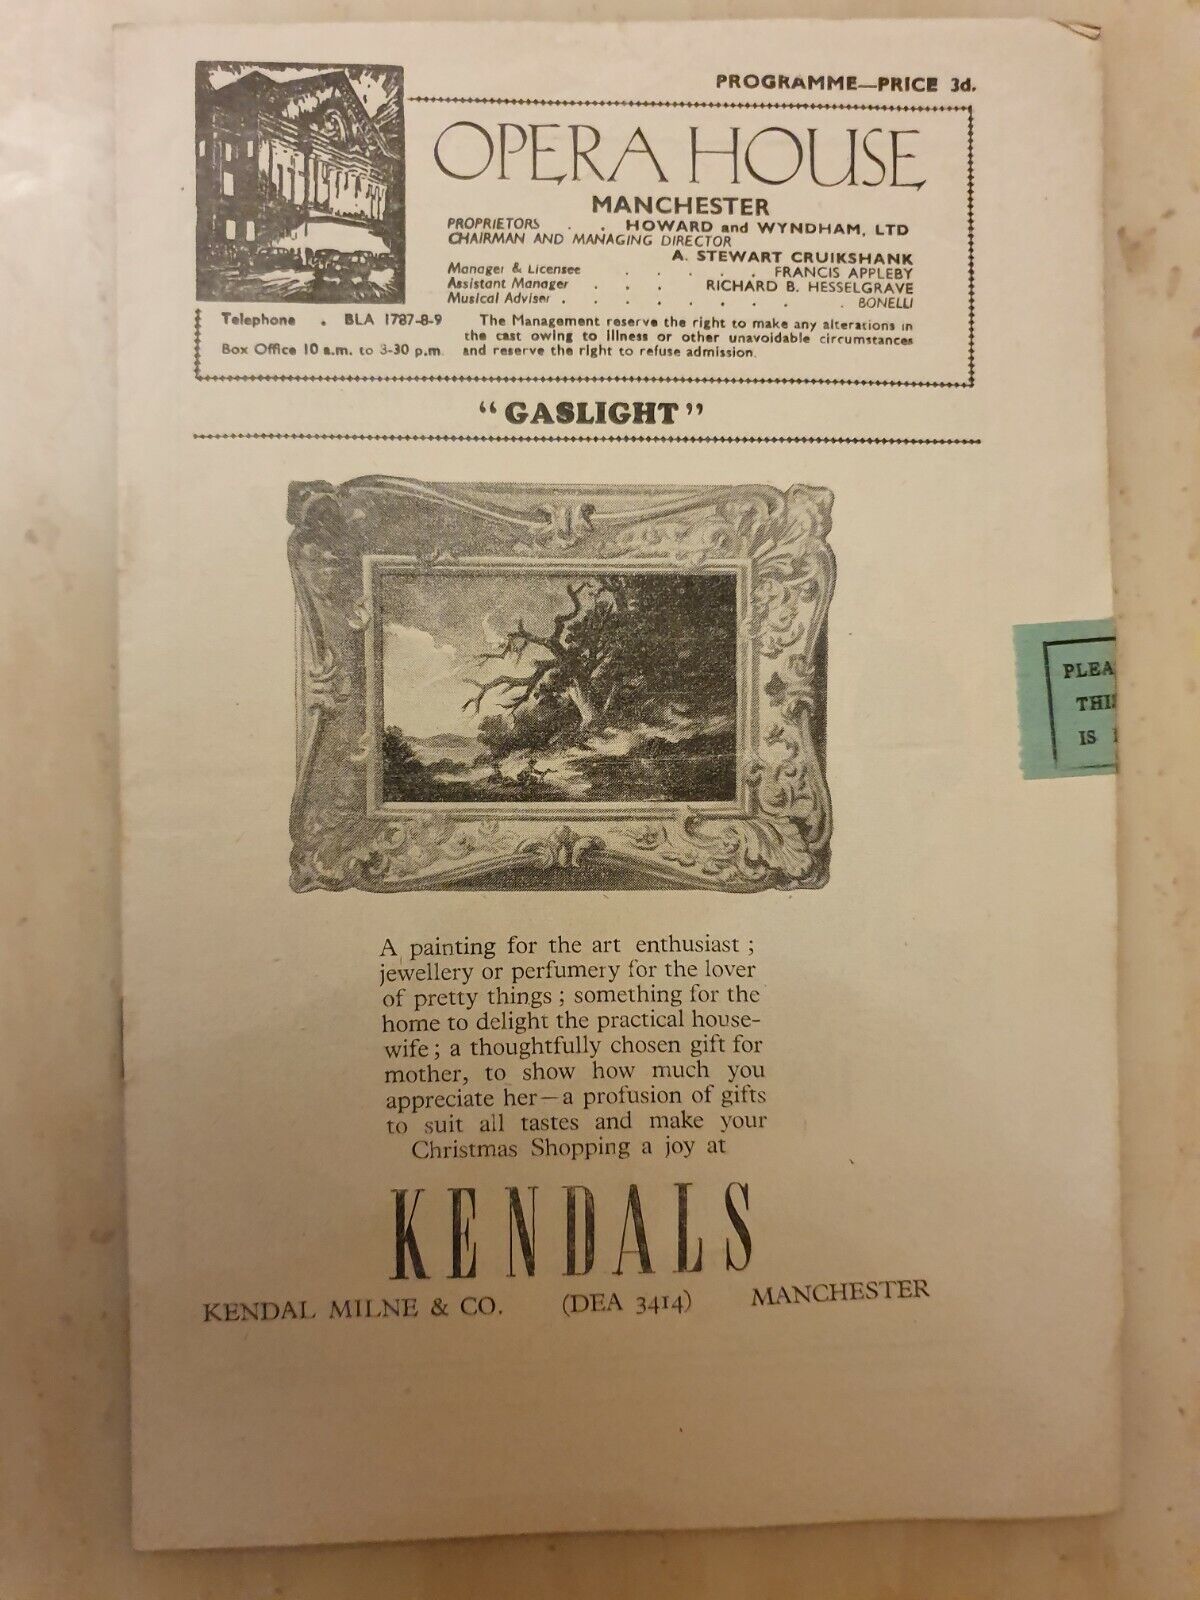 PROGRAMME—PRICE 3d.
OPERA HOUSE
MANCHESTER
PROPRIETORS . . HOWARD and WYNDHAM, LTD
CHAIRMAN AND MANAGING DIRECTOR
A. STEWART CRUIKSHANK
Manager & Licensee . . . . . FRANCIS APPLEBY
Assistant Manager . . . RICHARD B. HESSELGRAVE
Musical Adviser . . . . . . . . BONELLI
Telephone . BLA 1787-8-9
Box Office 10 a.m. to 3-30 p.m.
The Management reserve the right to make any alterations in
the cast owing to illness or other unavoidable circumstances
and reserve the right to refuse admission.
"GASLIGHT"
PLEA
THI
IS
A painting for the art enthusiast ;
jewellery or perfumery for the lover
of pretty things ; something for the
home to delight the practical house-
wife ; a thoughtfully chosen gift for
mother, to show how much you
appreciate her—a profusion of gifts
to suit all tastes and make your
Christmas Shopping a joy at
KENDALS
KENDAL MILNE & CO. (DEA 3414) MANCHESTER